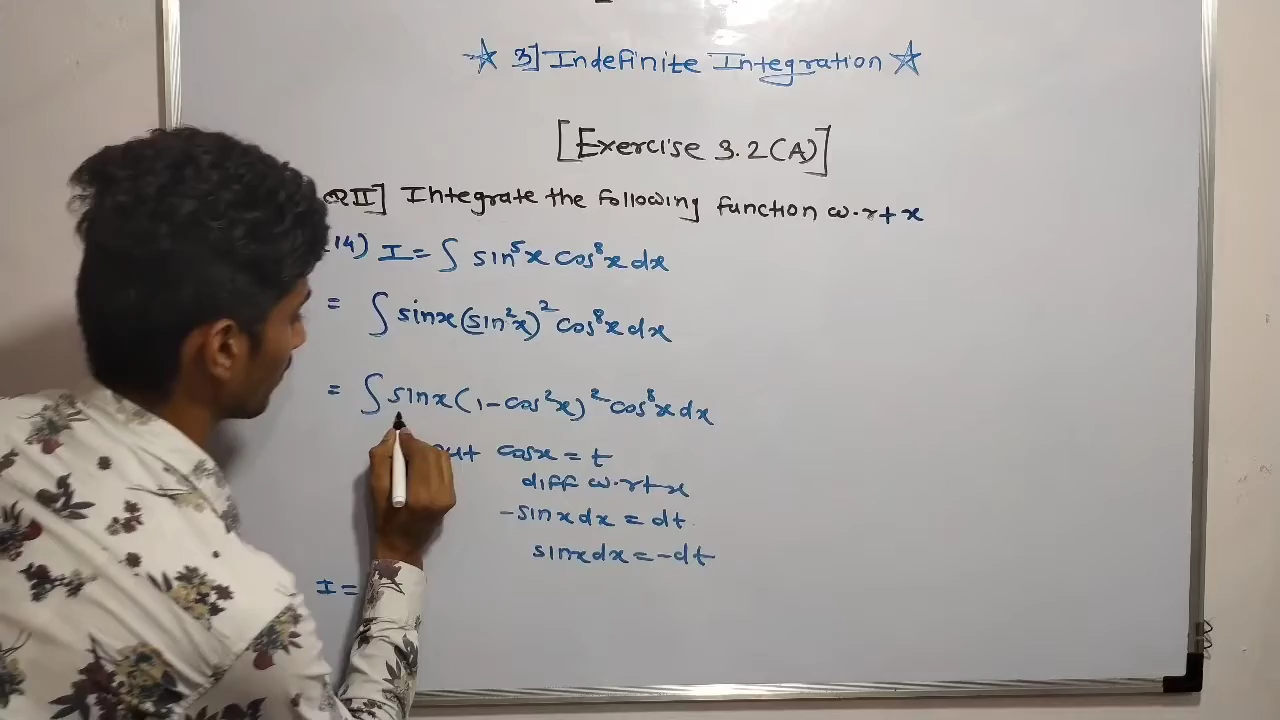 ☆ 3] Indefinite Integration ☆
[Exercise 3.2(A)]
QII] Integrate the following function w.r.t x
14) I = ∫ sin⁵x cos⁸x dx
= ∫ sinx (sin²x)² cos⁸x dx
= ∫ sinx (1 - cos²x)² cos⁸x dx
cosx = t
diff w.r.t x
-sinx dx = dt
sinx dx = -dt
I =